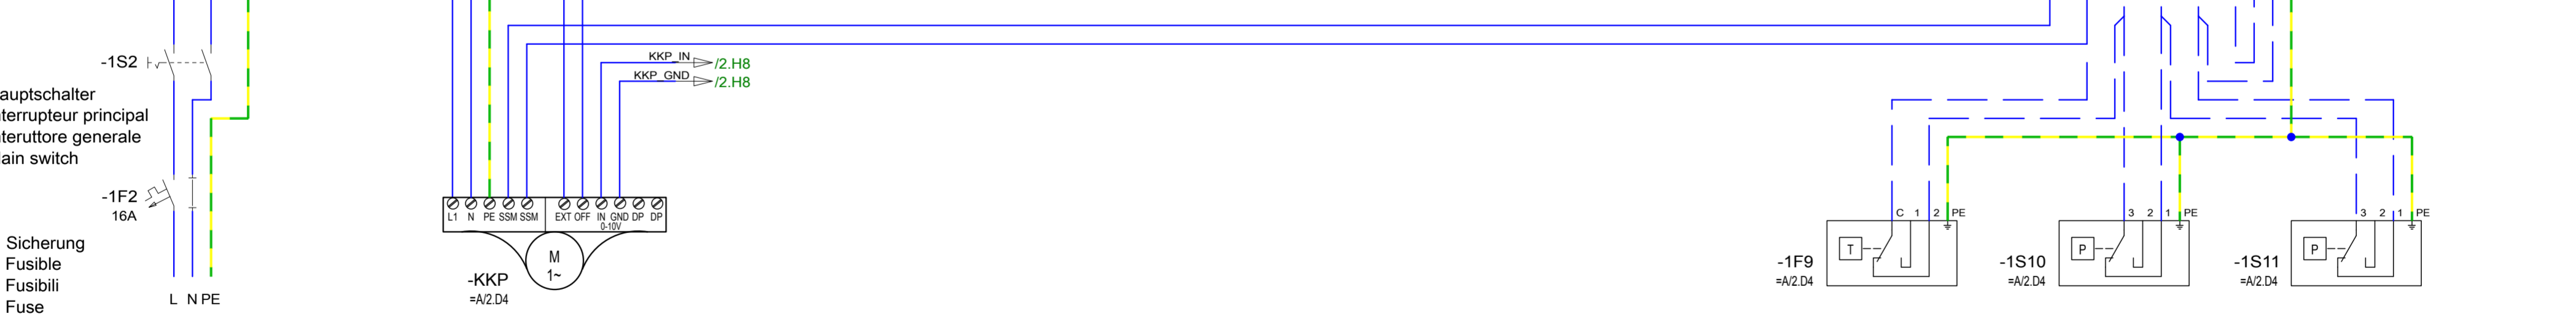 -1S2
auptschalter
terrupteur principal
teruttore generale
ain switch
-1F2
16A
Sicherung
Fusible
Fusibili
Fuse
L N PE
KKP_IN
/2.H8
KKP_GND
/2.H8
L1 N PE SSM SSM EXT OFF IN GND DP DP
0-10V
M
1~
-KKP
=A/2.D4
C 1 2 PE
T
-1F9
=A/2.D4
3 2 1 PE
P
-1S10
=A/2.D4
3 2 1 PE
P
-1S11
=A/2.D4